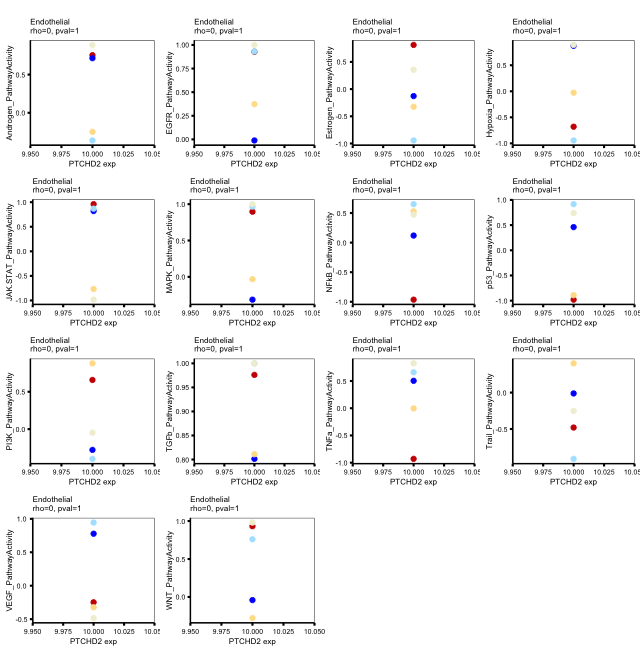 Endothelial
rho=0, pval=1
Androgen_PathwayActivity
0.5
0.0
9.950
9.975
10.000
10.025
10.05
PTCHD2 exp
Endothelial
rho=0, pval=1
EGFR_PathwayActivity
1.00
0.75
0.50
0.25
0.00
9.950
9.975
10.000
10.025
10.05
PTCHD2 exp
Endothelial
rho=0, pval=1
Estrogen_PathwayActivity
1.0
0.5
0.0
-0.5
-1.0
9.950
9.975
10.000
10.025
10.05
PTCHD2 exp
Endothelial
rho=0, pval=1
Hypoxia_PathwayActivity
1.0
0.5
0.0
-0.5
-1.0
9.950
9.975
10.000
10.025
10.05
PTCHD2 exp
Endothelial
rho=0, pval=1
JAK.STAT_PathwayActivity
1.0
0.5
0.0
-0.5
-1.0
9.950
9.975
10.000
10.025
10.05
PTCHD2 exp
Endothelial
rho=0, pval=1
MAPK_PathwayActivity
1.0
0.5
0.0
9.950
9.975
10.000
10.025
10.05
PTCHD2 exp
Endothelial
rho=0, pval=1
NFkB_PathwayActivity
0.5
0.0
-0.5
-1.0
9.950
9.975
10.000
10.025
10.05
PTCHD2 exp
Endothelial
rho=0, pval=1
p53_PathwayActivity
1.0
0.5
0.0
-0.5
-1.0
9.950
9.975
10.000
10.025
10.05
PTCHD2 exp
Endothelial
rho=0, pval=1
PI3K_PathwayActivity
0.5
0.0
9.950
9.975
10.000
10.025
10.05
PTCHD2 exp
Endothelial
rho=0, pval=1
TGFb_PathwayActivity
1.00
0.95
0.90
0.85
0.80
9.950
9.975
10.000
10.025
10.05
PTCHD2 exp
Endothelial
rho=0, pval=1
TNFa_PathwayActivity
0.5
0.0
-0.5
-1.0
9.950
9.975
10.000
10.025
10.05
PTCHD2 exp
Endothelial
rho=0, pval=1
Trail_PathwayActivity
0.0
-0.5
9.950
9.975
10.000
10.025
10.05
PTCHD2 exp
Endothelial
rho=0, pval=1
VEGF_PathwayActivity
1.0
0.5
0.0
-0.5
9.950
9.975
10.000
10.025
10.05
PTCHD2 exp
Endothelial
rho=0, pval=1
WNT_PathwayActivity
1.0
0.5
0.0
9.950
9.975
10.000
10.025
10.050
PTCHD2 exp